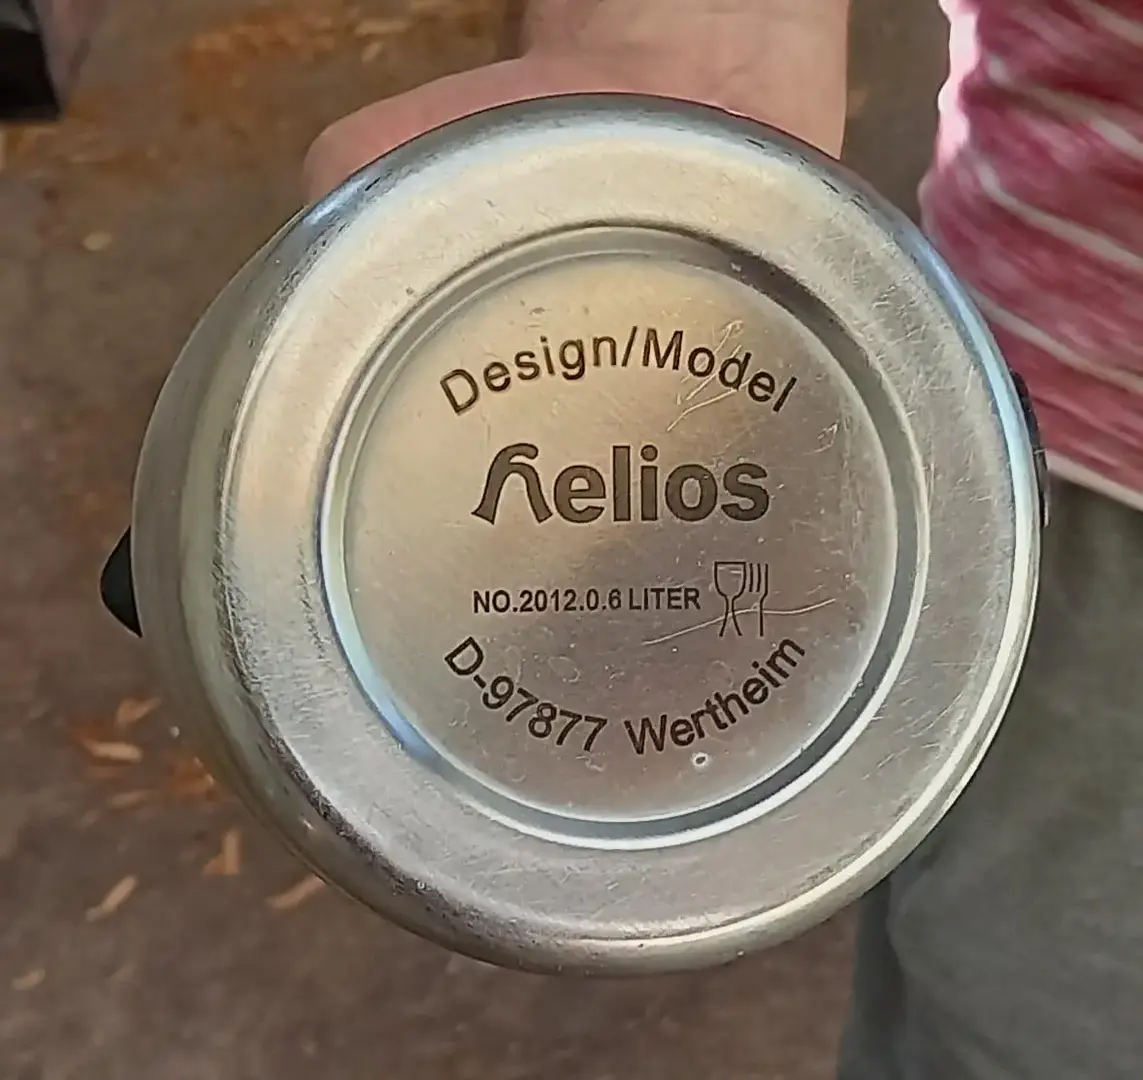 Design/Model
helios
NO.2012.0.6 LITER
D-97877 Wertheim